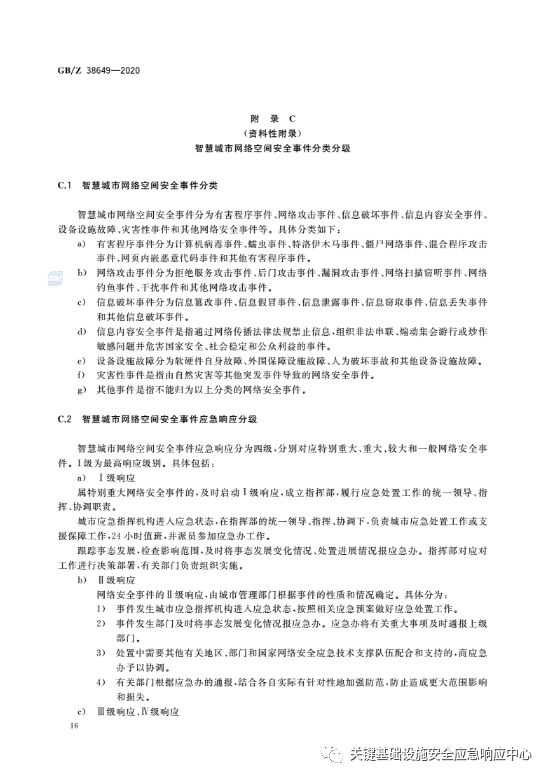 GB/Z 38649—2020
附 录 C
(资料性附录)
智慧城市网络空间安全事件分类分级
C.1 智慧城市网络空间安全事件分类
智慧城市网络空间安全事件分为有害程序事件、网络攻击事件、信息破坏事件、信息内容安全事件、
设备设施故障、灾害性事件和其他网络安全事件等。具体分类如下:
a) 有害程序事件分为计算机病毒事件、蠕虫事件、特洛伊木马事件、僵尸网络事件、混合程序攻击
事件、网页内嵌恶意代码事件和其他有害程序事件。
b) 网络攻击事件分为拒绝服务攻击事件、后门攻击事件、漏洞攻击事件、网络扫描窃听事件、网络
钓鱼事件、干扰事件和其他网络攻击事件。
c) 信息破坏事件分为信息篡改事件、信息假冒事件、信息泄露事件、信息窃取事件、信息丢失事件
和其他信息破坏事件。
d) 信息内容安全事件是指通过网络传播法律法规禁止信息,组织非法串联、煽动集会游行或炒作
敏感问题并危害国家安全、社会稳定和公众利益的事件。
e) 设备设施故障分为软硬件自身故障、外围保障设施故障、人为破坏事故和其他设备设施故障。
f) 灾害性事件是指由自然灾害等其他突发事件导致的网络安全事件。
g) 其他事件是指不能归为以上分类的网络安全事件。
C.2 智慧城市网络空间安全事件应急响应分级
智慧城市网络空间安全事件应急响应分为四级,分别对应特别重大、重大、较大和一般网络安全事
件。Ⅰ级为最高响应级别。具体包括:
a) Ⅰ级响应
属特别重大网络安全事件的,及时启动Ⅰ级响应,成立指挥部,履行应急处置工作的统一领导、指
挥、协调职责。
城市应急指挥机构进入应急状态,在指挥部的统一领导、指挥、协调下,负责城市应急处置工作或支
援保障工作,24小时值班,并派员参加应急办工作。
跟踪事态发展,检查影响范围,及时将事态发展变化情况、处置进展情况报应急办。指挥部对应对
工作进行决策部署,有关部门负责组织实施。
b) Ⅱ级响应
网络安全事件的Ⅱ级响应,由城市管理部门根据事件的性质和情况确定。具体分为:
1) 事件发生城市应急指挥机构进入应急状态,按照相关应急预案做好应急处置工作。
2) 事件发生部门及时将事态发展变化情况报应急办。应急办将有关重大事项及时通报上级
部门。
3) 处置中需要其他有关地区、部门和国家网络安全应急技术支撑队伍配合和支持的,商应急
办予以协调。
4) 有关部门根据应急办的通报,结合各自实际有针对性地加强防范,防止造成更大范围影响
和损失。
c) Ⅲ级响应、Ⅳ级响应
16
关键基础设施安全应急响应中心